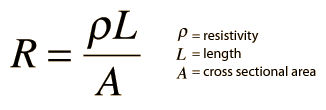 R = ρL / A
ρ = resistivity
L = length
A = cross sectional area